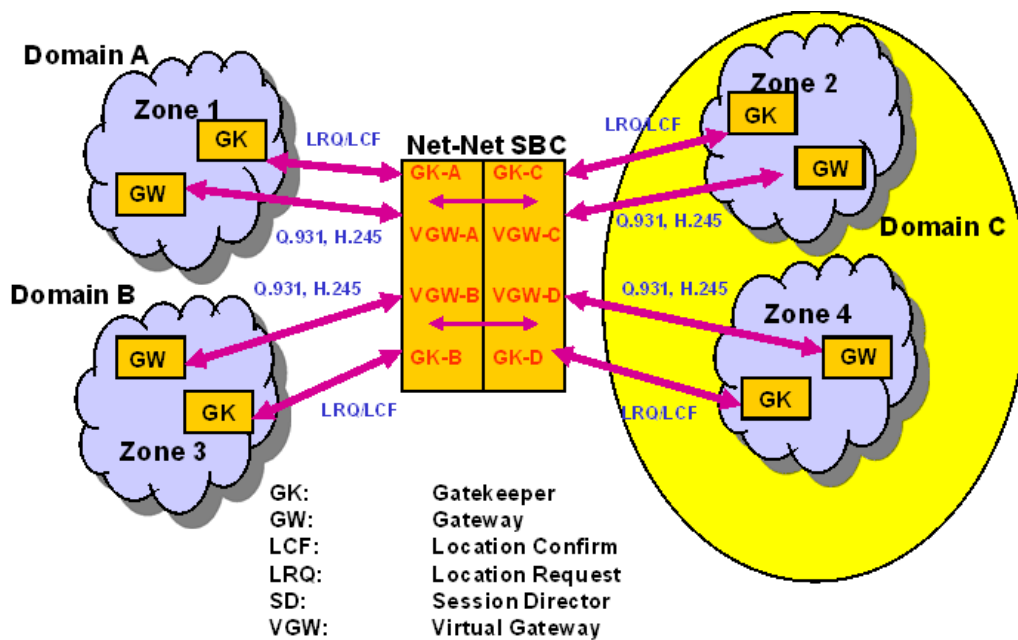 Domain A
Zone 1
GK
GW
LRQ/LCF
Q.931, H.245
Net-Net SBC
GK-A GK-C
VGW-A VGW-C
VGW-B VGW-D
GK-B GK-D
LRQ/LCF
Zone 2
GK
GW
Q.931, H.245
Domain C
Domain B
GW
GK
Zone 3
Q.931, H.245
LRQ/LCF
Q.931, H.245
Zone 4
GW
GK
LRQ/LCF
GK: Gatekeeper
GW: Gateway
LCF: Location Confirm
LRQ: Location Request
SD: Session Director
VGW: Virtual Gateway